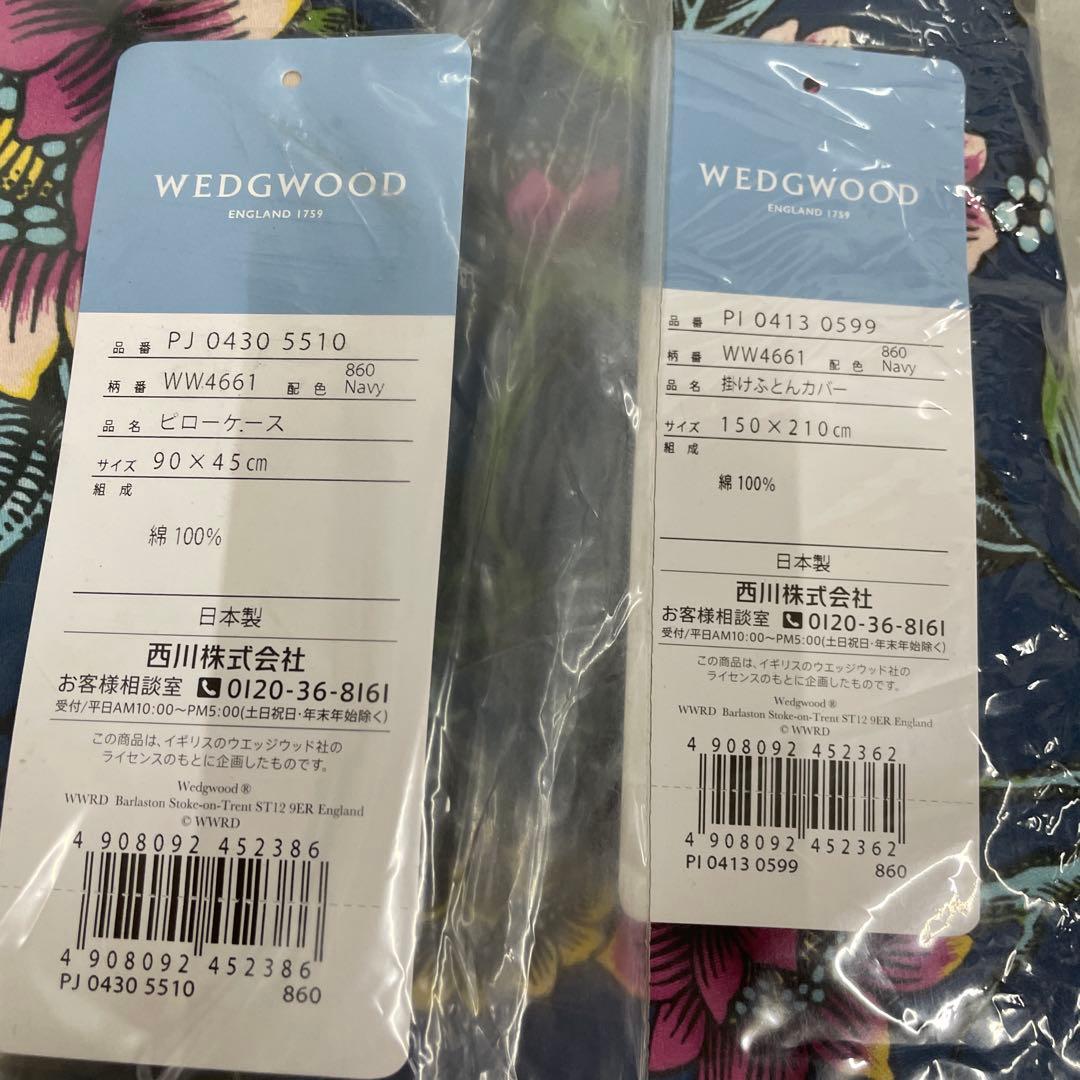 WEDGWOOD
ENGLAND 1759
品番 PJ 0430 5510
柄番 WW4661 配色 860 Navy
品名 ピローケース
サイズ 90×45cm
組成
綿100%
日本製
西川株式会社
お客様相談室 0120-36-8161
受付/平日AM10:00～PM5:00(土日祝日・年末年始除く)
この商品は、イギリスのウエッジウッド社の
ライセンスのもとに企画したものです。
Wedgwood®
WWRD Barlaston Stoke-on-Trent ST12 9ER England
© WWRD
4 908092 452386
4 908092 452386
PJ 0430 5510 860
WEDGWOOD
ENGLAND 1759
品番 PI 0413 0599
柄番 WW4661 配色 860 Navy
品名 掛けふとんカバー
サイズ 150×210cm
組成
綿100%
日本製
西川株式会社
お客様相談室 0120-36-8161
受付/平日AM10:00～PM5:00(土日祝日・年末年始除く)
この商品は、イギリスのウエッジウッド社の
ライセンスのもとに企画したものです。
Wedgwood®
WWRD Barlaston Stoke-on-Trent ST12 9ER England
© WWRD
4 908092 452362
4 908092 452362
PI 0413 0599 860